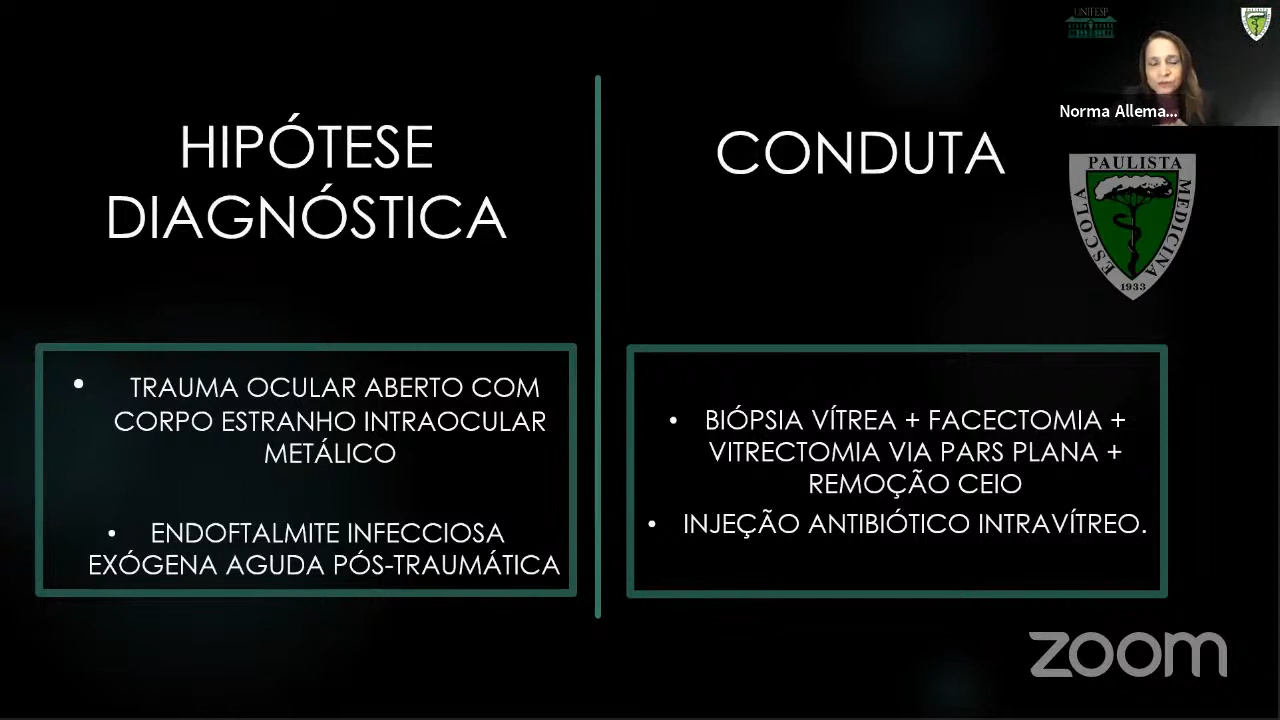 UNIFESP
Norma Allema...
HIPÓTESE
DIAGNÓSTICA
CONDUTA
ESCOLA
PAULISTA
MEDICINA
1933
• TRAUMA OCULAR ABERTO COM
CORPO ESTRANHO INTRAOCULAR
METÁLICO
• ENDOFTALMITE INFECCIOSA
EXÓGENA AGUDA PÓS-TRAUMÁTICA
• BIÓPSIA VÍTREA + FACECTOMIA +
VITRECTOMIA VIA PARS PLANA +
REMOÇÃO CEIO
• INJEÇÃO ANTIBIÓTICO INTRAVÍTREO.
zoom